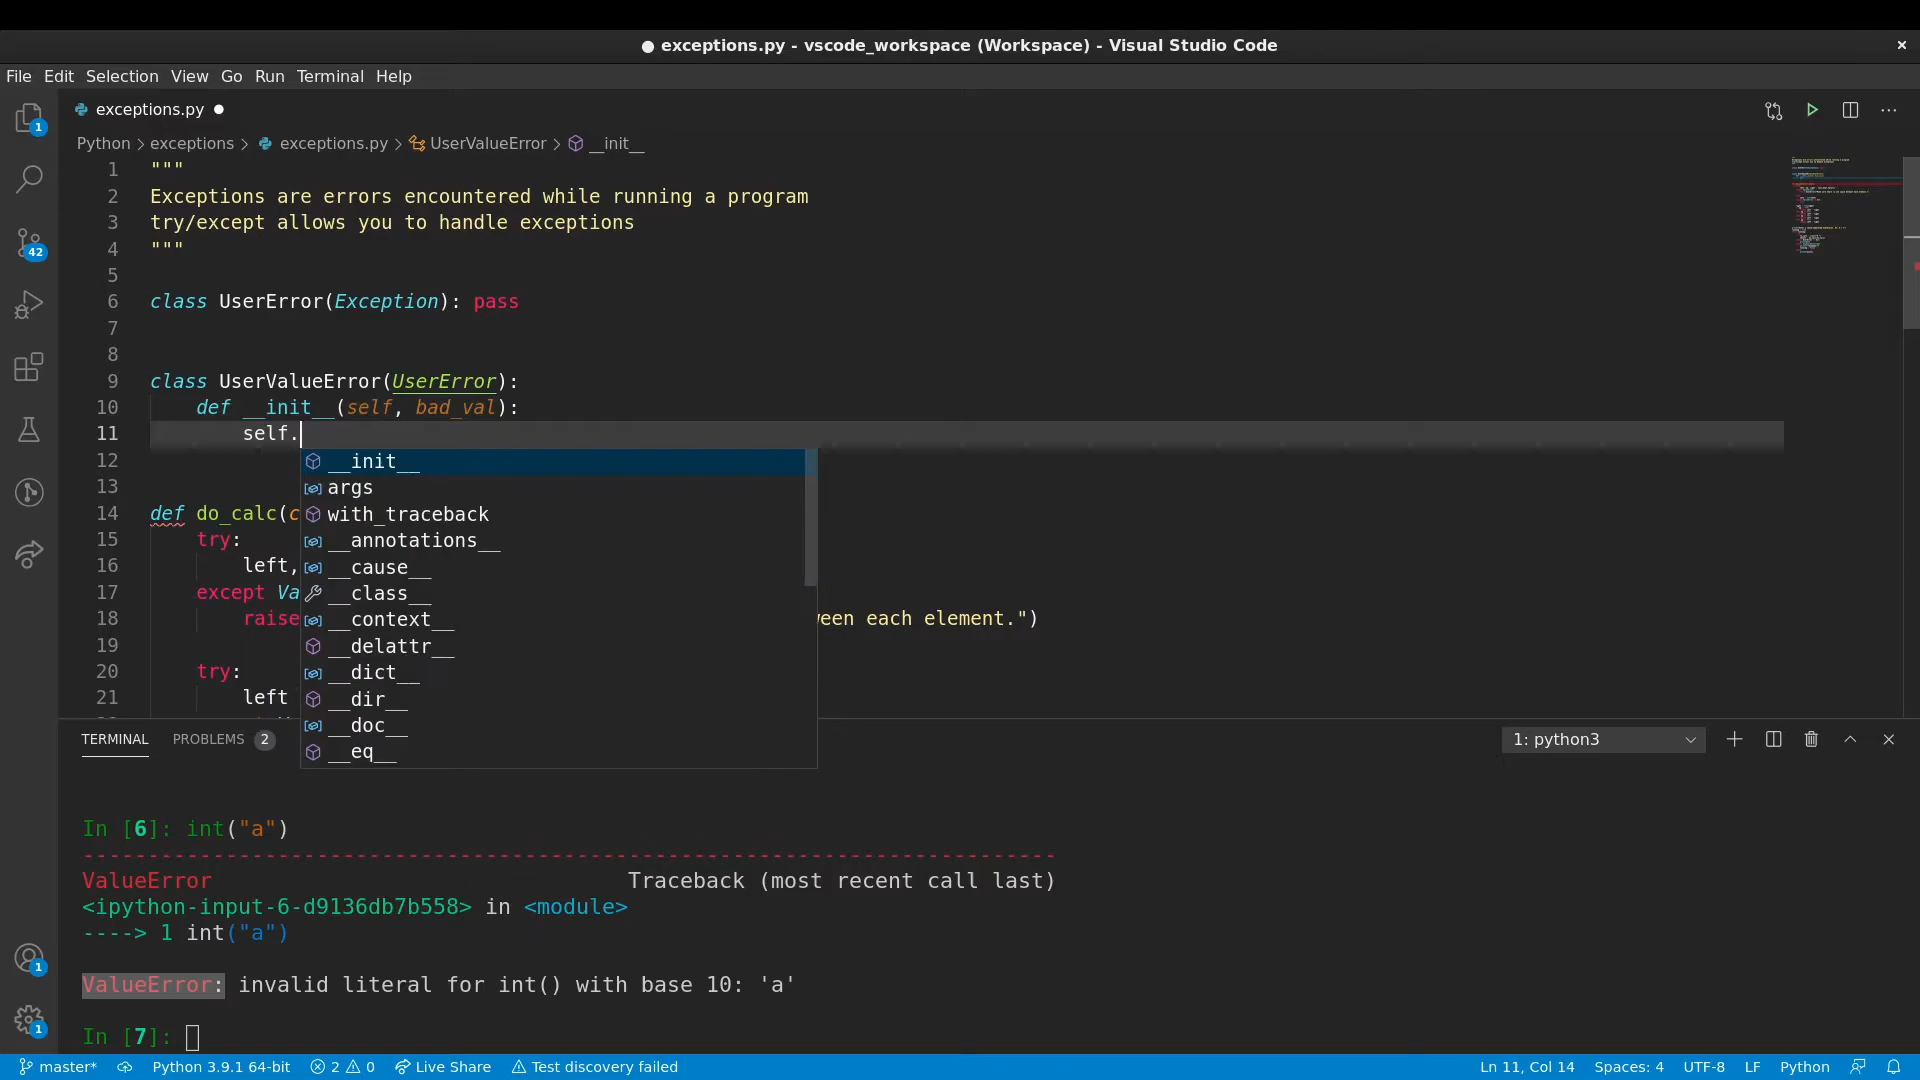 ● exceptions.py - vscode_workspace (Workspace) - Visual Studio Code
File Edit Selection View Go Run Terminal Help
exceptions.py ●
Python > exceptions > exceptions.py > UserValueError > __init__
1 """
2 Exceptions are errors encountered while running a program
3 try/except allows you to handle exceptions
4 """
5
6 class UserError(Exception): pass
7
8
9 class UserValueError(UserError):
10 def __init__(self, bad_val):
11 self.
12
13
14 def do_calc(c
15 try:
16 left,
17 except Va
18 raise
een each element.")
19
20 try:
21 left
__init__
args
with_traceback
__annotations__
__cause__
__class__
__context__
__delattr__
__dict__
__dir__
__doc__
__eq__
TERMINAL PROBLEMS 2
1: python3
In [6]: int("a")
---------------------------------------------------------------------------
ValueError Traceback (most recent call last)
<ipython-input-6-d9136db7b558> in <module>
----> 1 int("a")
ValueError: invalid literal for int() with base 10: 'a'
In [7]:
1
42
1
1
master* Python 3.9.1 64-bit 2 0 Live Share Test discovery failed Ln 11, Col 14 Spaces: 4 UTF-8 LF Python